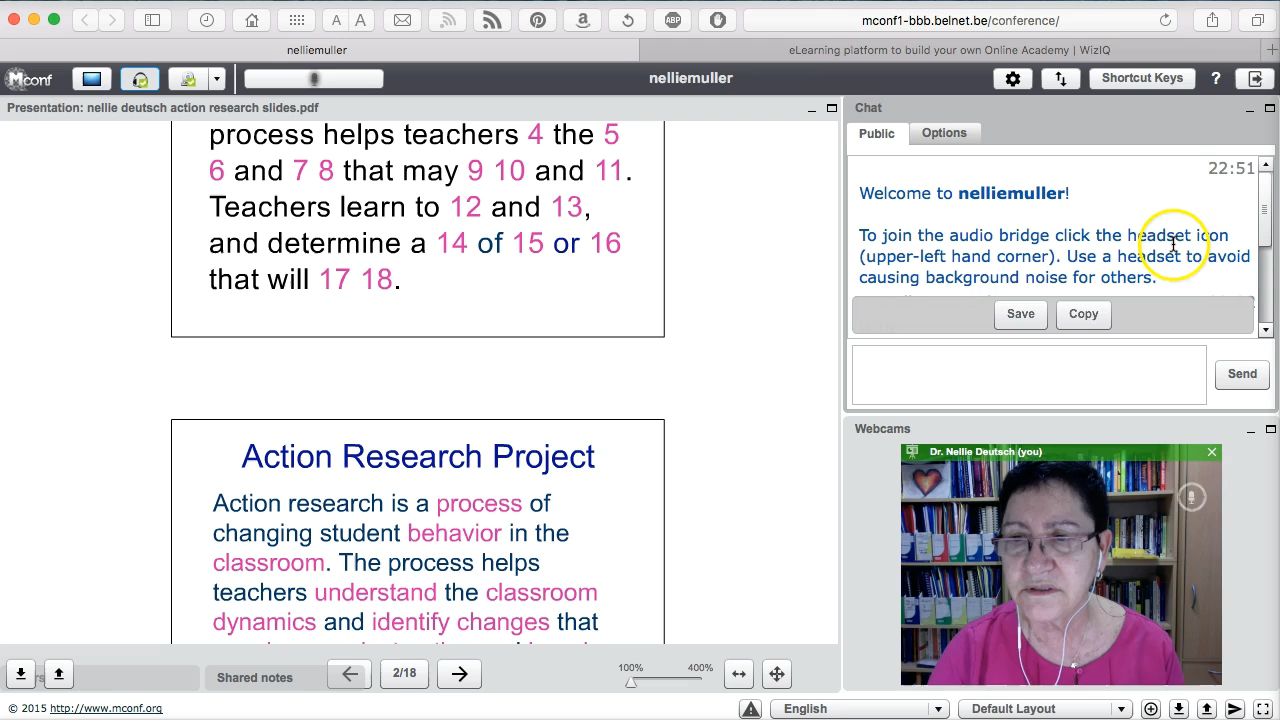 A A
ABP
mconf1-bbb.belnet.be/conference/
nelliemuller
eLearning platform to build your own Online Academy | WizIQ
Mconf
nelliemuller
Shortcut Keys
?
Presentation: nellie deutsch action research slides.pdf
process helps teachers 4 the 5
6 and 7 8 that may 9 10 and 11.
Teachers learn to 12 and 13,
and determine a 14 of 15 or 16
that will 17 18.
Action Research Project
Action research is a process of
changing student behavior in the
classroom. The process helps
teachers understand the classroom
dynamics and identify changes that
Shared notes
2/18
100%
400%
Chat
Public
Options
22:51
Welcome to nelliemuller!
To join the audio bridge click the headset icon
(upper-left hand corner). Use a headset to avoid
causing background noise for others.
Save
Copy
Send
Webcams
Dr. Nellie Deutsch (you)
© 2015 http://www.mconf.org
English
Default Layout